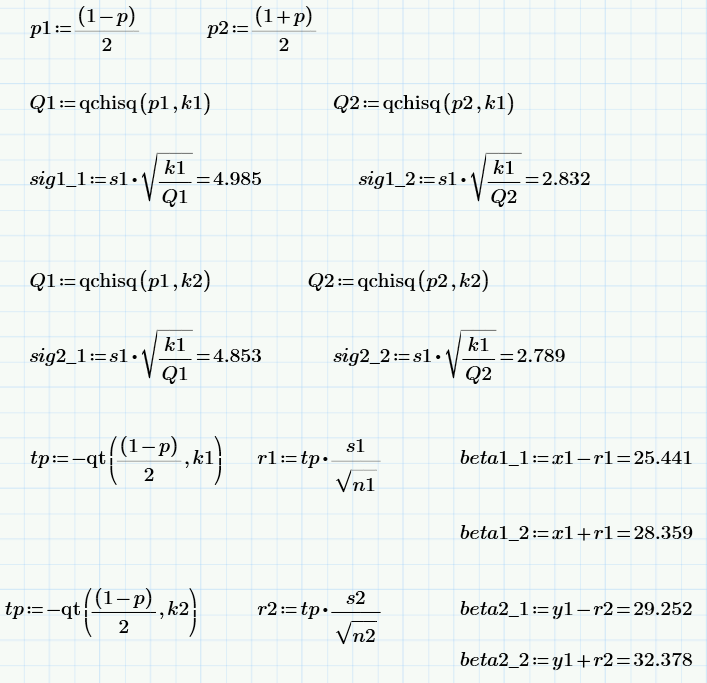 p1:=(1−p)/2 p2:=(1+p)/2
Q1:=qchisq(p1,k1) Q2:=qchisq(p2,k1)
sig1_1:=s1·√(k1/Q1)=4.985 sig1_2:=s1·√(k1/Q2)=2.832
Q1:=qchisq(p1,k2) Q2:=qchisq(p2,k2)
sig2_1:=s1·√(k1/Q1)=4.853 sig2_2:=s1·√(k1/Q2)=2.789
tp:=−qt((1−p)/2,k1) r1:=tp·s1/√n1 beta1_1:=x1−r1=25.441
beta1_2:=x1+r1=28.359
tp:=−qt((1−p)/2,k2) r2:=tp·s2/√n2 beta2_1:=y1−r2=29.252
beta2_2:=y1+r2=32.378